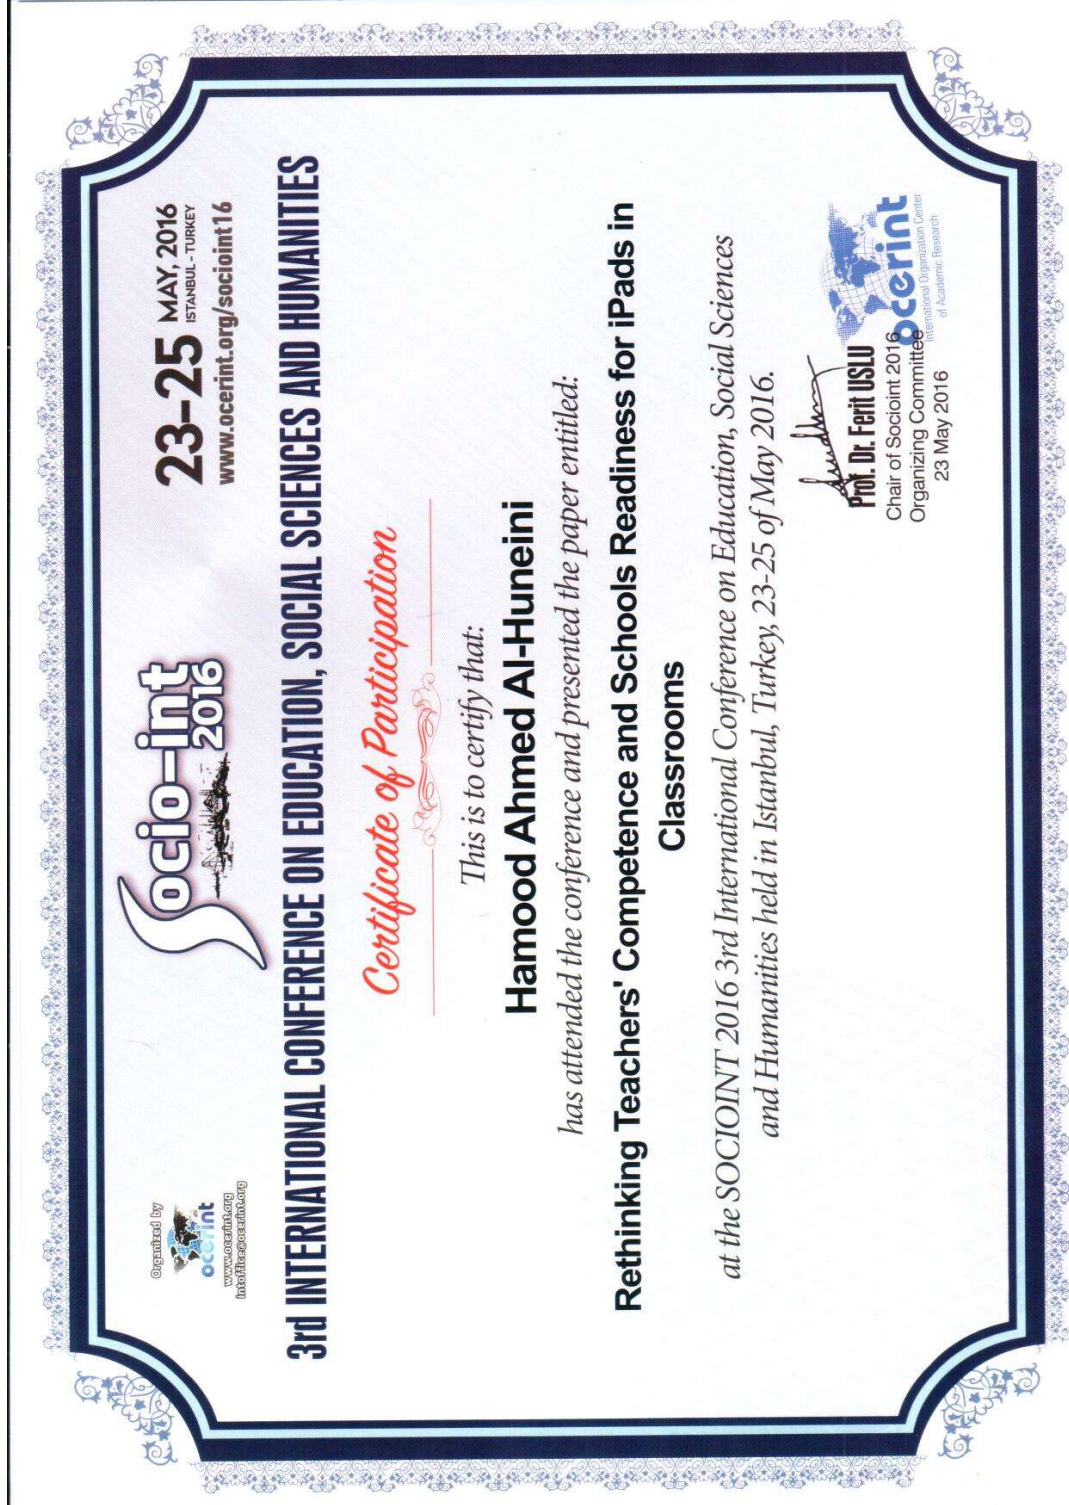 Organized by
ocerint
www.ocerint.org
intoffice@ocerint.org
Socio-int
2016
23-25 MAY, 2016
ISTANBUL - TURKEY
www.ocerint.org/socioint16
3rd INTERNATIONAL CONFERENCE ON EDUCATION, SOCIAL SCIENCES AND HUMANITIES
Certificate of Participation
This is to certify that:
Hamood Ahmed Al-Huneini
has attended the conference and presented the paper entitled:
Rethinking Teachers' Competence and Schools Readiness for iPads in
Classrooms
at the SOCIOINT 2016 3rd International Conference on Education, Social Sciences
and Humanities held in Istanbul, Turkey, 23-25 of May 2016.
Prof. Dr. Ferit USLU
Chair of Socioint 2016
Organizing Committee
23 May 2016
ocerint
International Organization Center
of Academic Research